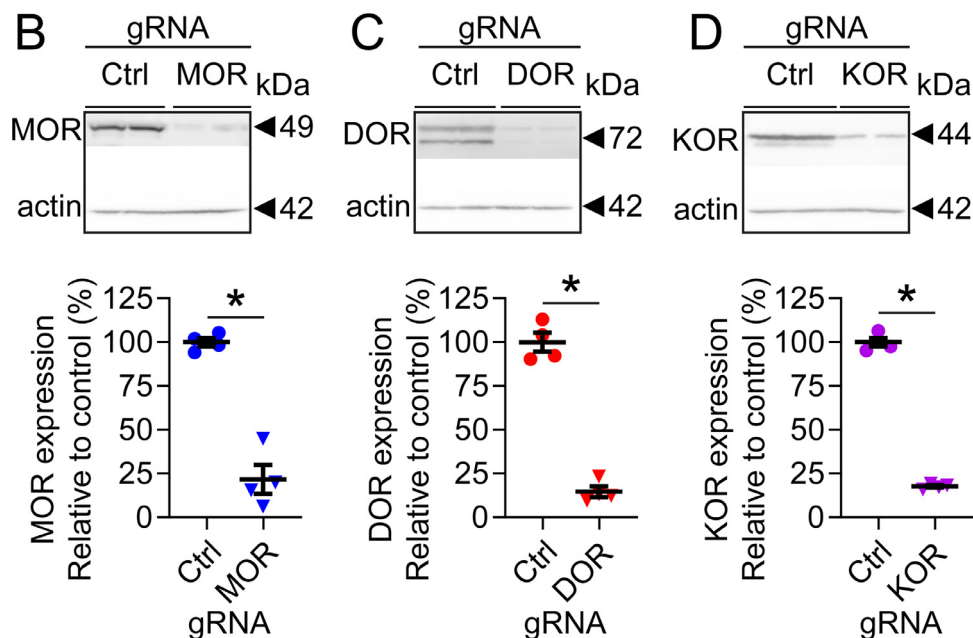 B
gRNA
Ctrl MOR kDa
MOR ◄49
actin ◄42
MOR expression
Relative to control (%)
125
100
75
50
25
0
*
Ctrl
MOR
gRNA
C
gRNA
Ctrl DOR kDa
DOR ◄72
actin ◄42
DOR expression
Relative to control (%)
125
100
75
50
25
0
*
Ctrl
DOR
gRNA
D
gRNA
Ctrl KOR kDa
KOR ◄44
actin ◄42
KOR expression
Relative to control (%)
125
100
75
50
25
0
*
Ctrl
KOR
gRNA